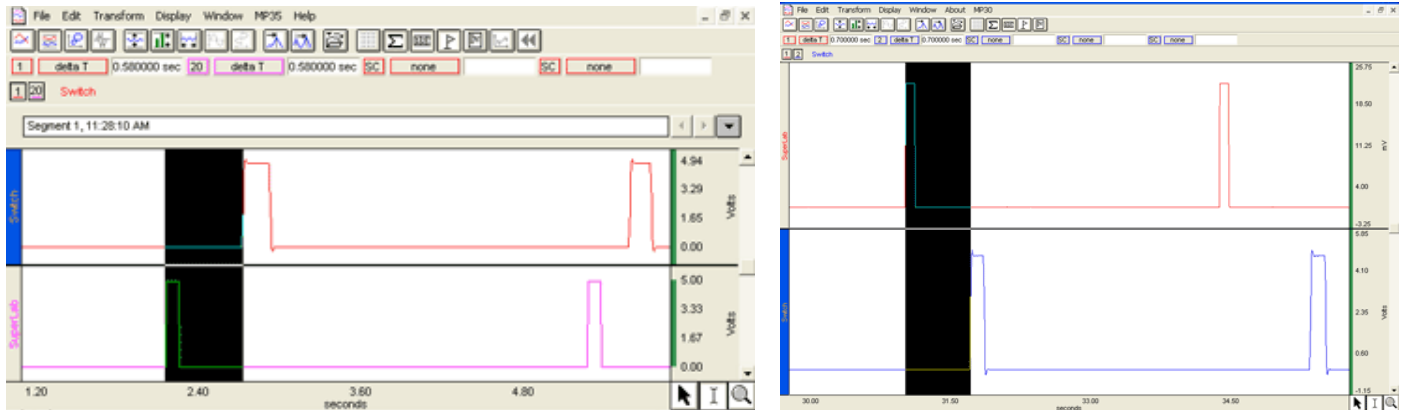 File Edit Transform Display Window MP35 Help
1 delta T 0.580000 sec 20 delta T 0.580000 sec SC none SC none
1 20 Switch
Segment 1, 11:28:10 AM
Switch
4.94
3.29
1.65
0.00
Volts
SuperLab
5.00
3.33
1.67
0.00
Volts
1.20 2.40 3.60 4.80
seconds
File Edit Transform Display Window About MP30
1 delta T 0.700000 sec 2 delta T 0.700000 sec SC none SC none SC none
1 2 Switch
SuperLab
25.75
18.50
11.25
4.00
-3.25
mV
Switch
5.85
4.10
2.35
0.60
-1.15
Volts
30.00 31.50 33.00 34.50
seconds